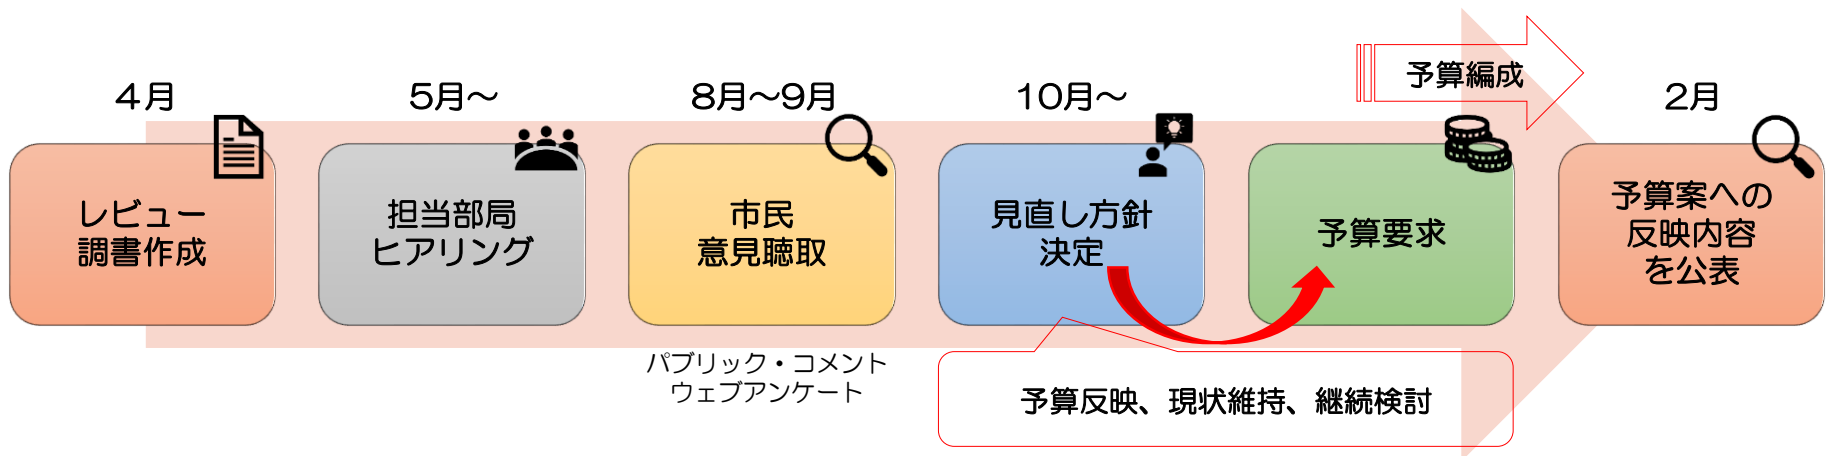 4月
レビュー
調書作成
5月~
担当部局
ヒアリング
8月~9月
市民
意見聴取
パブリック・コメント
ウェブアンケート
10月~
見直し方針
決定
予算反映、現状維持、継続検討
予算要求
予算編成
2月
予算案への
反映内容
を公表